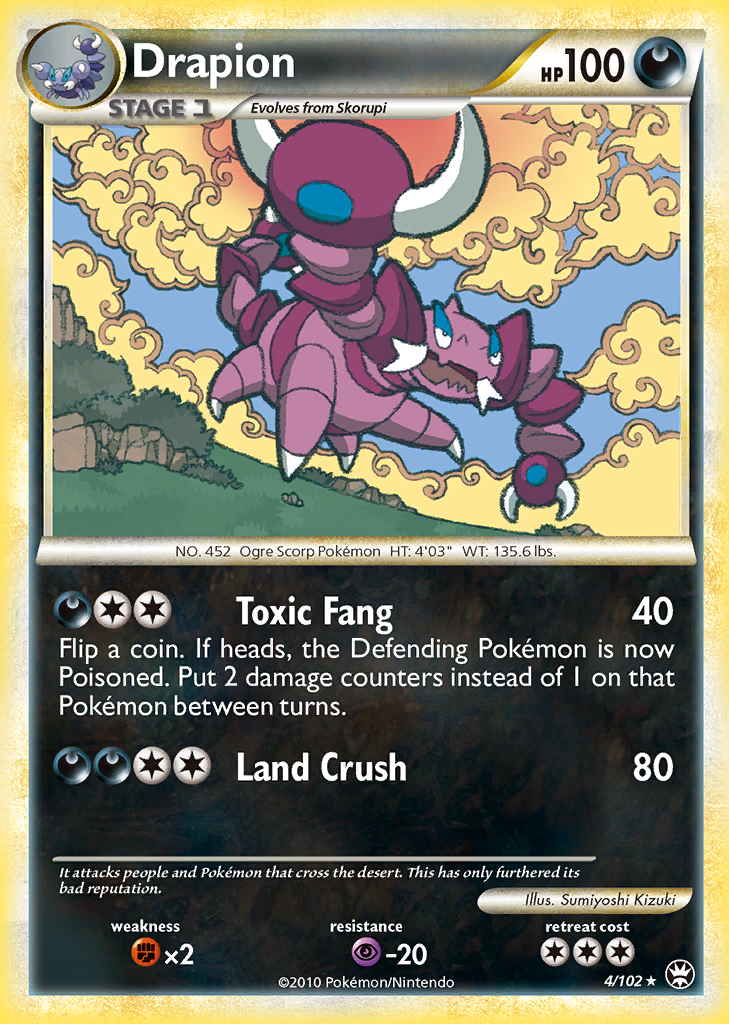 Drapion
HP100
STAGE 1
Evolves from Skorupi
NO. 452 Ogre Scorp Pokémon HT: 4'03" WT: 135.6 lbs.
Toxic Fang 40
Flip a coin. If heads, the Defending Pokémon is now
Poisoned. Put 2 damage counters instead of 1 on that
Pokémon between turns.
Land Crush 80
It attacks people and Pokémon that cross the desert. This has only furthered its
bad reputation.
Illus. Sumiyoshi Kizuki
weakness resistance retreat cost
×2 -20
©2010 Pokémon/Nintendo
4/102 ★